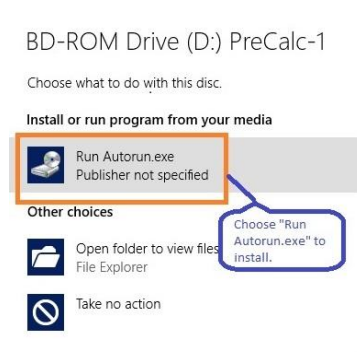 BD-ROM Drive (D:) PreCalc-1
Choose what to do with this disc.
Install or run program from your media
Run Autorun.exe
Publisher not specified
Other choices
Choose "Run
Autorun.exe" to
install.
Open folder to view files
File Explorer
Take no action